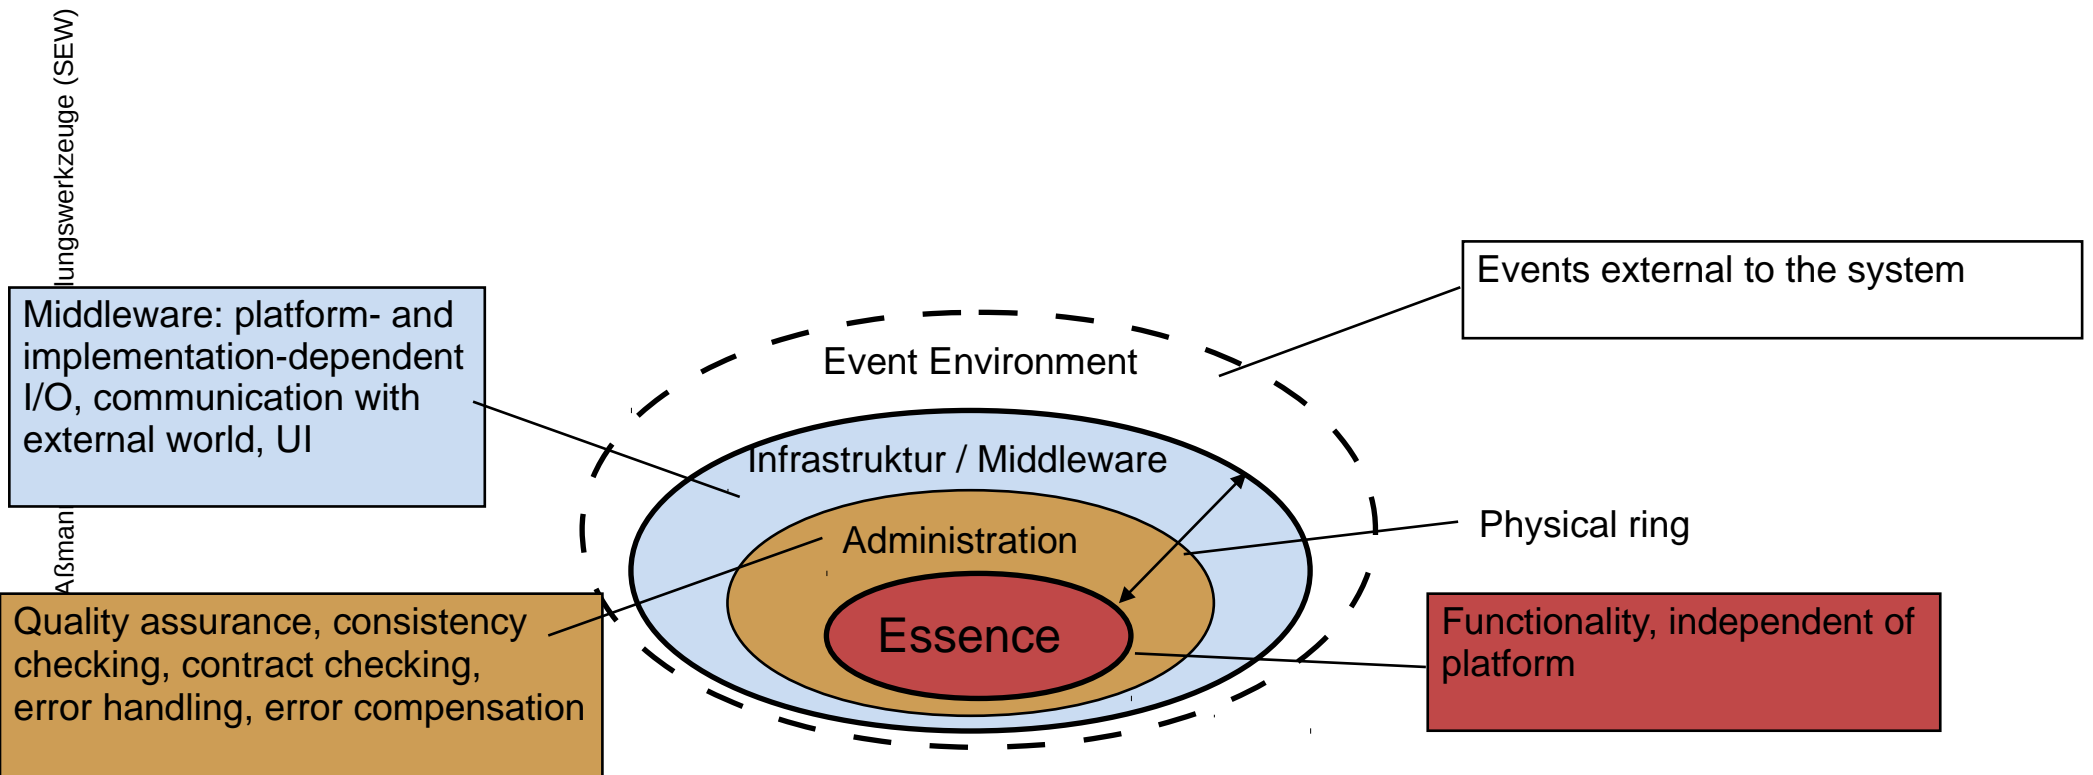 lungswerkzeuge (SEW)
Aßman
Events external to the system
Middleware: platform- and
implementation-dependent
I/O, communication with
external world, UI
Event Environment
Infrastruktur / Middleware
Administration
Physical ring
Essence
Quality assurance, consistency
checking, contract checking,
error handling, error compensation
Functionality, independent of
platform